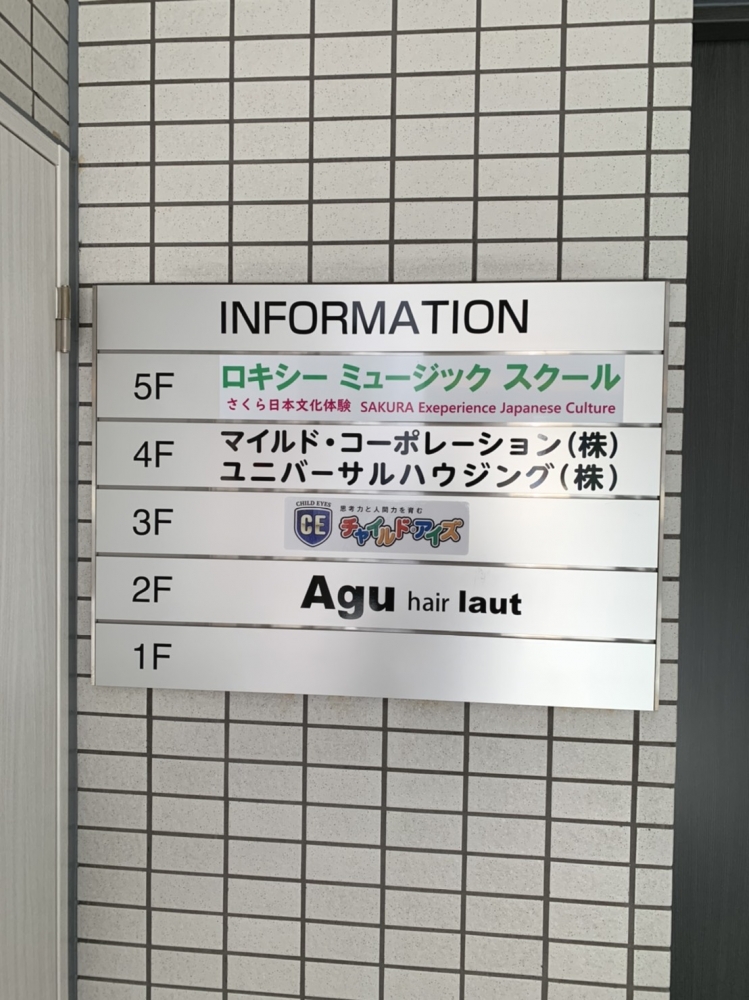 INFORMATION
5F
ロキシー ミュージック スクール
さくら日本文化体験 SAKURA Exeperience Japanese Culture
4F
マイルド・コーポレーション(株)
ユニバーサルハウジング(株)
3F
CHILD EYES
CE
思考力と人間力を育む
チャイルド・アイズ
2F
Agu hair laut
1F